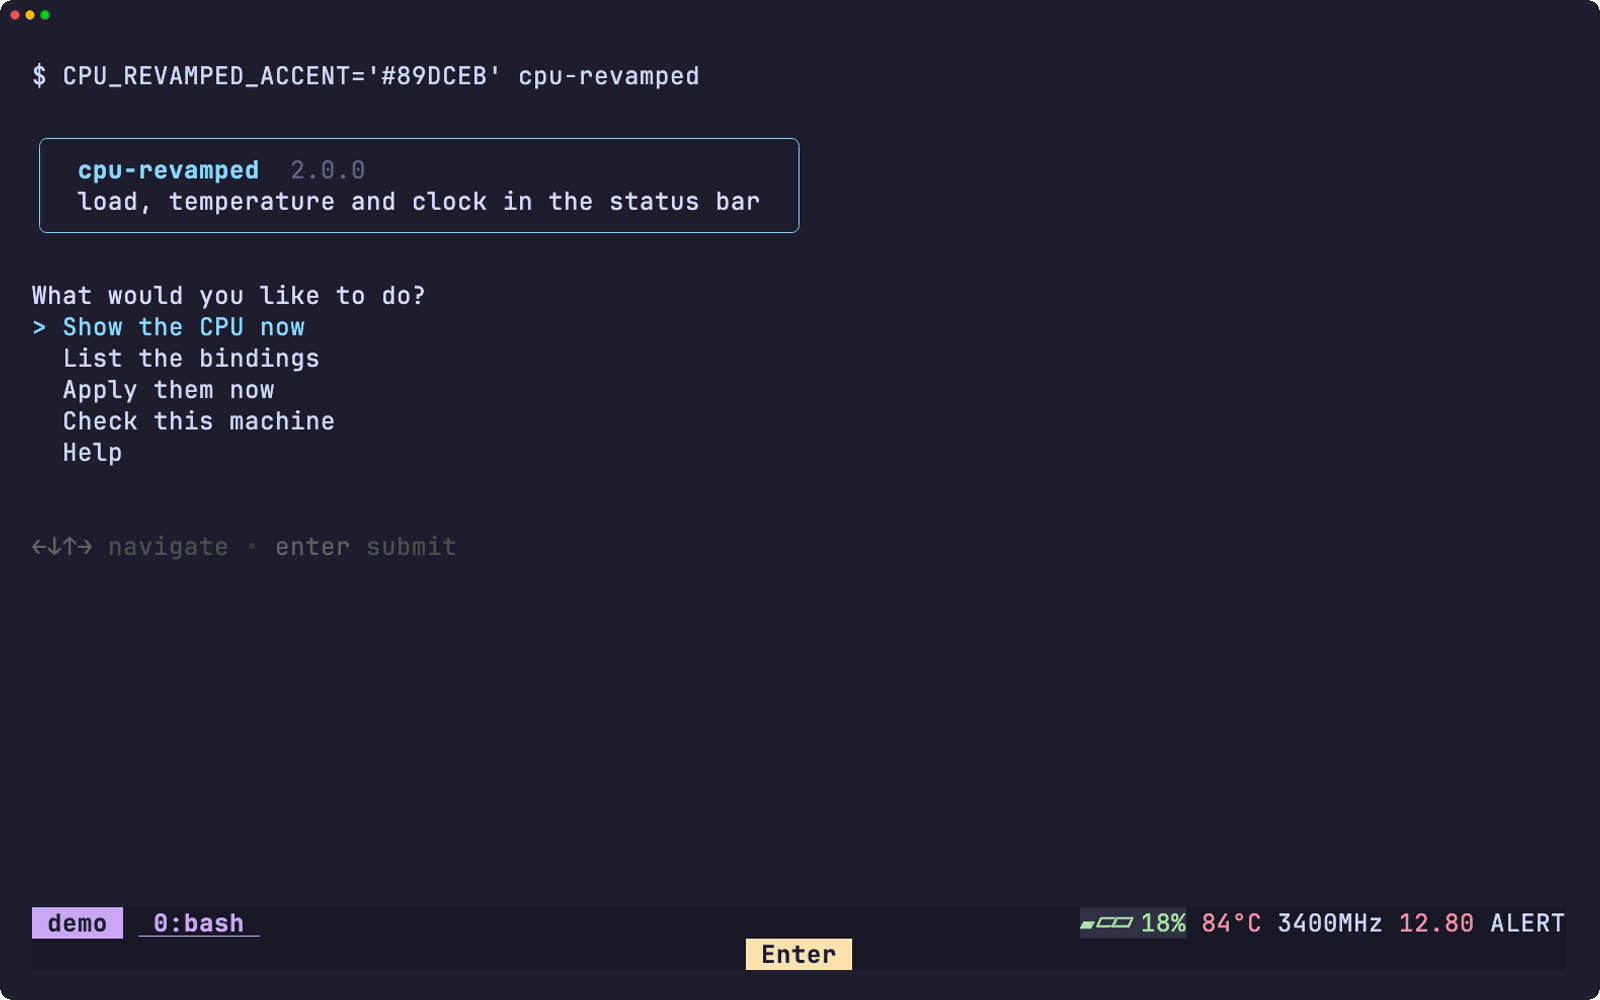 $ CPU_REVAMPED_ACCENT='#89DCEB' cpu-revamped
cpu-revamped  2.0.0
load, temperature and clock in the status bar
What would you like to do?
> Show the CPU now
List the bindings
Apply them now
Check this machine
Help
←↓↑→ navigate • enter submit
demo  0:bash  ▰▱▱ 18% 84°C 3400MHz 12.80 ALERT
Enter